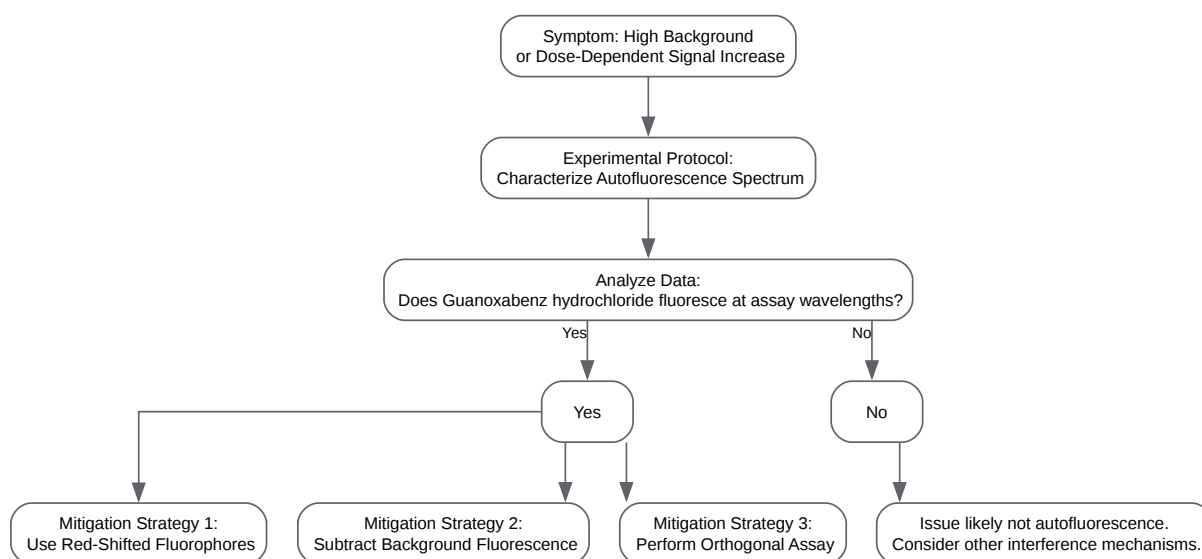 Symptom: High Background
or Dose-Dependent Signal Increase
Experimental Protocol:
Characterize Autofluorescence Spectrum
Analyze Data:
Does Guanoxabenz hydrochloride fluoresce at assay wavelengths?
Yes
No
Yes
No
Mitigation Strategy 1:
Use Red-Shifted Fluorophores
Mitigation Strategy 2:
Subtract Background Fluorescence
Mitigation Strategy 3:
Perform Orthogonal Assay
Issue likely not autofluorescence.
Consider other interference mechanisms.